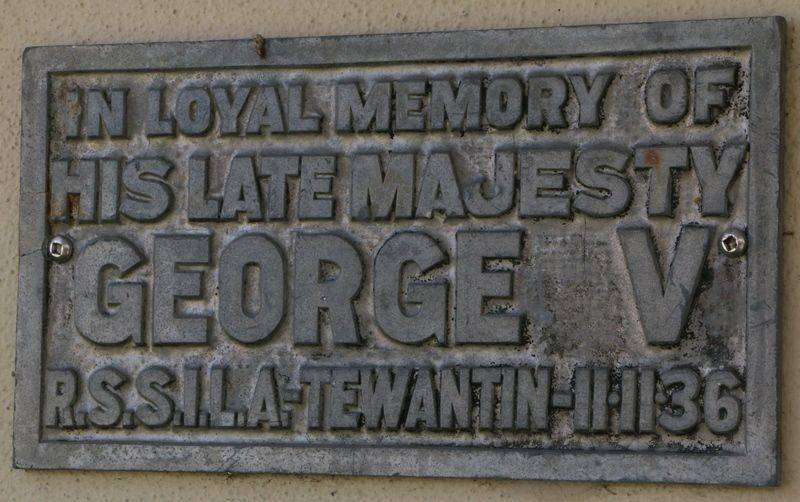 IN LOYAL MEMORY OF
HIS LATE MAJESTY
GEORGE V
R.S.S.I.L.A.-TEWANTIN-11·11·36